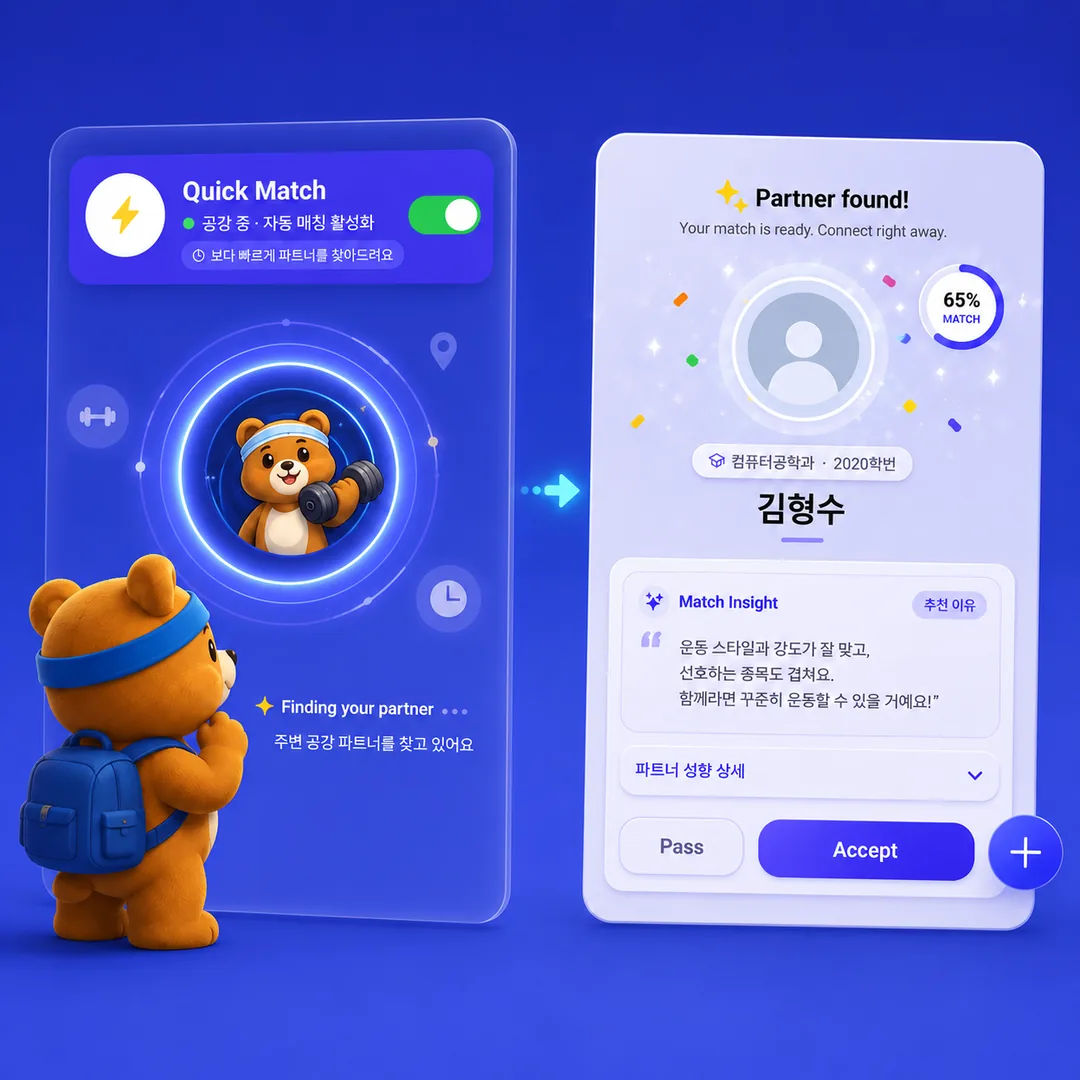 Quick Match
공강 중 · 자동 매칭 활성화
보다 빠르게 파트너를 찾아드려요
Finding your partner
주변 공강 파트너를 찾고 있어요
Partner found!
Your match is ready. Connect right away.
65%
MATCH
컴퓨터공학과 · 2020학번
김형수
Match Insight
추천 이유
“
운동 스타일과 강도가 잘 맞고,
선호하는 종목도 겹쳐요.
함께라면 꾸준히 운동할 수 있을 거예요!”
파트너 성향 상세
Pass
Accept